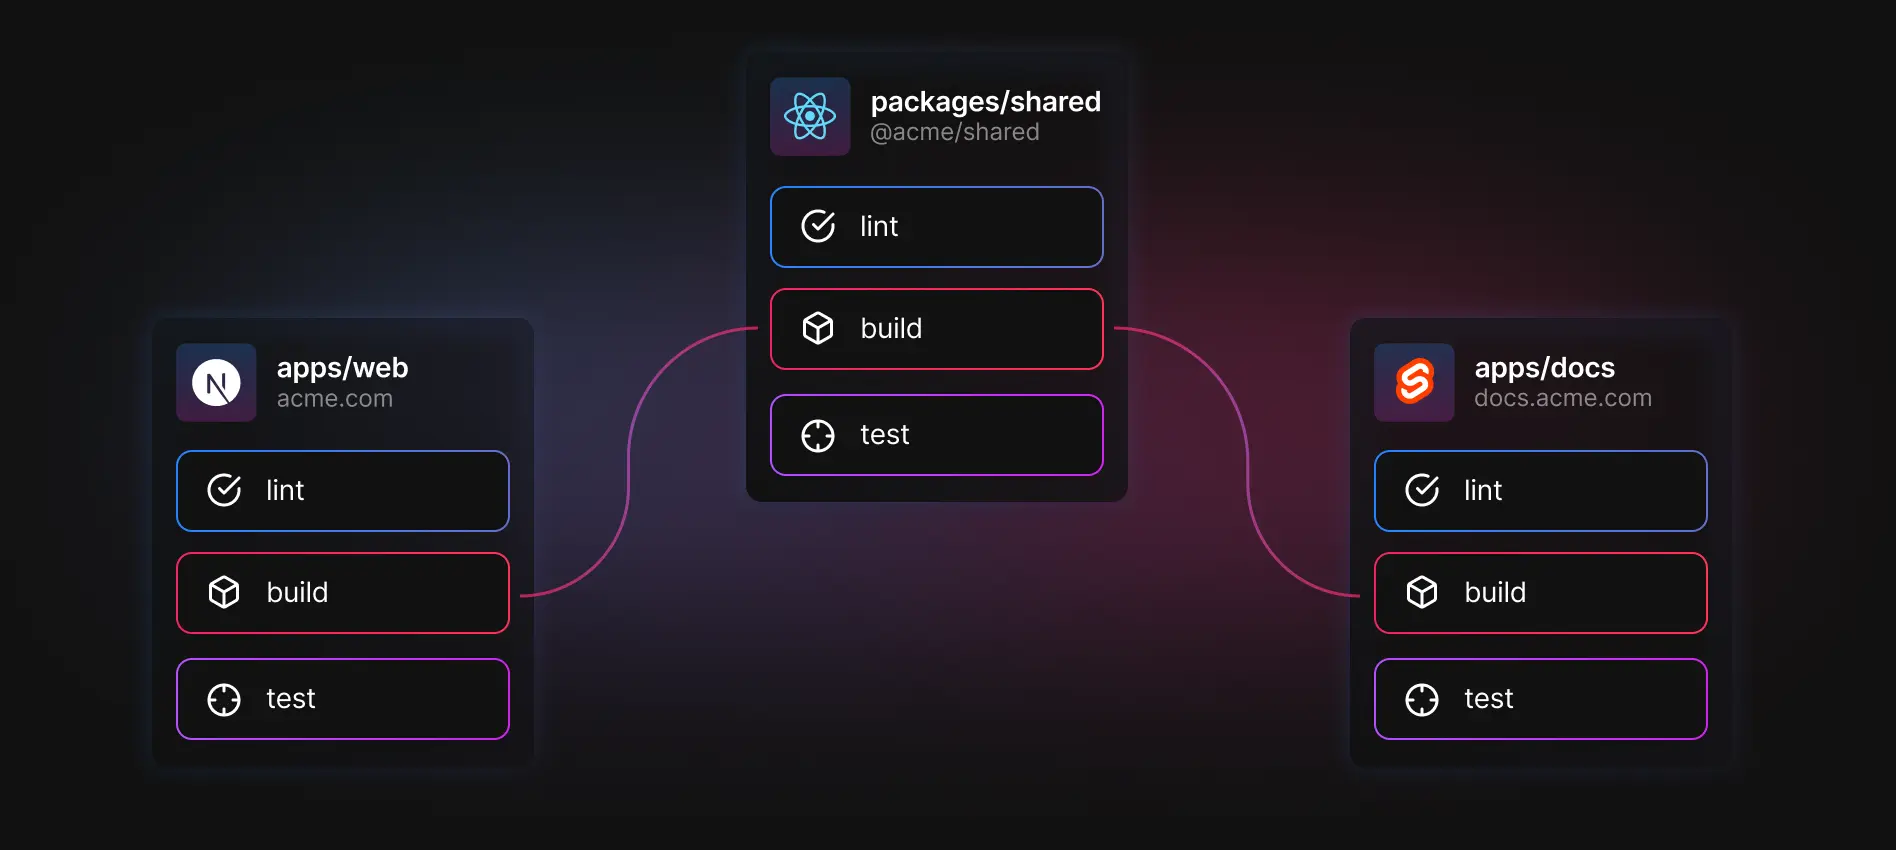 packages/shared
@acme/shared
lint
build
test
apps/web
acme.com
lint
build
test
apps/docs
docs.acme.com
lint
build
test